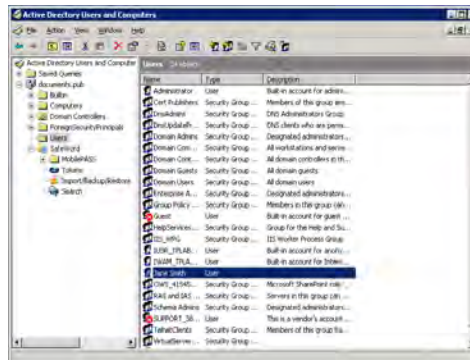 Active Directory Users and Computers
File Action View Window Help
Active Directory Users and Computer
Saved Queries
documents.pub
Builtin
Computers
Domain Controllers
ForeignSecurityPrincipals
Users
SafeWord
MobilePASS
Tokens
Import/Backup/Restore
Search
Users 24 objects
Name Type Description
Administrator User Built-in account for admini...
Cert Publishers Security Group ... Members of this group are...
DnsAdmins Security Group ... DNS Administrators Group
DnsUpdatePr... Security Group ... DNS clients who are permi...
Domain Admins Security Group ... Designated administrators...
Domain Com... Security Group ... All workstations and serve...
Domain Cont... Security Group ... All domain controllers in th...
Domain Guests Security Group ... All domain guests
Domain Users Security Group ... All domain users
Enterprise A... Security Group ... Designated administrators...
Group Policy ... Security Group ... Members in this group can...
Guest User Built-in account for guest ...
HelpServices... Security Group ... Group for the Help and Su...
IIS_WPG Security Group ... IIS Worker Process Group
IUSR_TPLAB... User Built-in account for anony...
IWAM_TPLA... User Built-in account for Intern...
Jane Smith User
OWS_41545... Security Group ... Microsoft SharePoint role ...
RAS and IAS ... Security Group ... Servers in this group can ...
Schema Admins Security Group ... Designated administrators...
SUPPORT_38... User This is a vendor's account...
TelnetClients Security Group ... Members of this group ha...
VirtualServer... Security Group ...